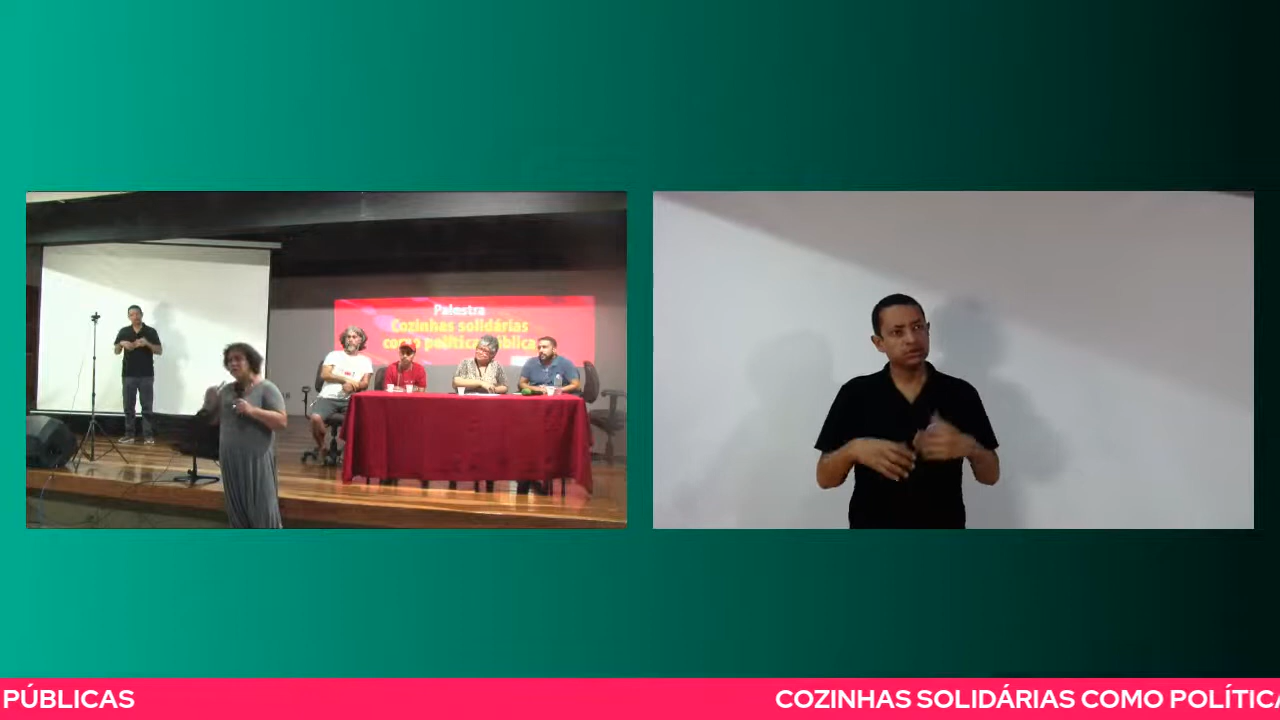 Palestra
Cozinhas solidárias
como política pública
PÚBLICAS
COZINHAS SOLIDÁRIAS COMO POLÍTICA